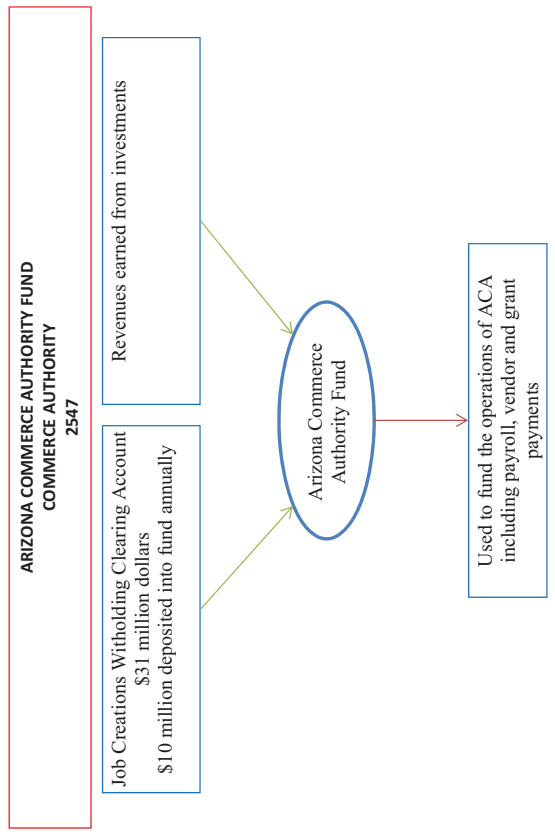 ARIZONA COMMERCE AUTHORITY FUND
COMMERCE AUTHORITY
2547
Job Creations Witholding Clearing Account
$31 million dollars
$10 million deposited into fund annually
Revenues earned from investments
Arizona Commerce
Authority Fund
Used to fund the operations of ACA
including payroll, vendor and grant
payments